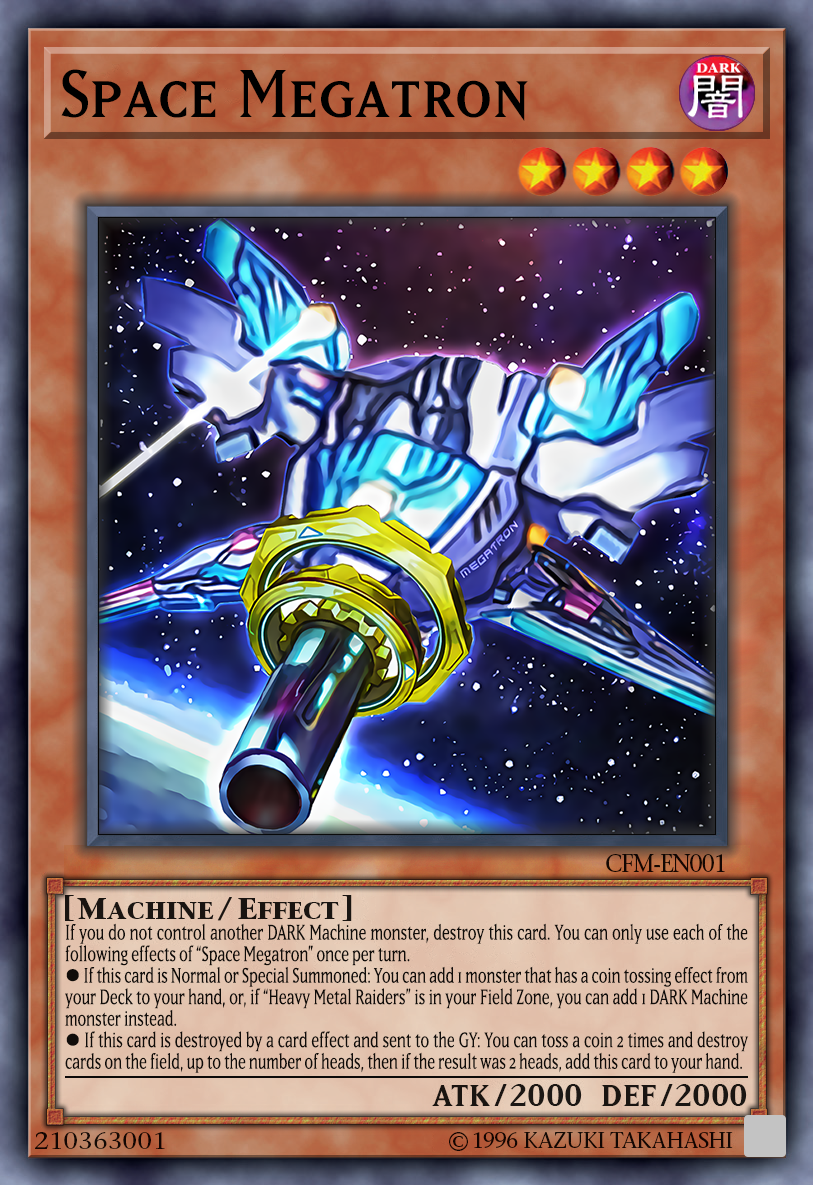 Space Megatron
DARK
闇
MEGATRON
CFM-EN001
[Machine / Effect]
If you do not control another DARK Machine monster, destroy this card. You can only use each of the
following effects of “Space Megatron” once per turn.
● If this card is Normal or Special Summoned: You can add 1 monster that has a coin tossing effect from
your Deck to your hand, or, if “Heavy Metal Raiders” is in your Field Zone, you can add 1 DARK Machine
monster instead.
● If this card is destroyed by a card effect and sent to the GY: You can toss a coin 2 times and destroy
cards on the field, up to the number of heads, then if the result was 2 heads, add this card to your hand.
ATK/2000 DEF/2000
210363001
© 1996 KAZUKI TAKAHASHI